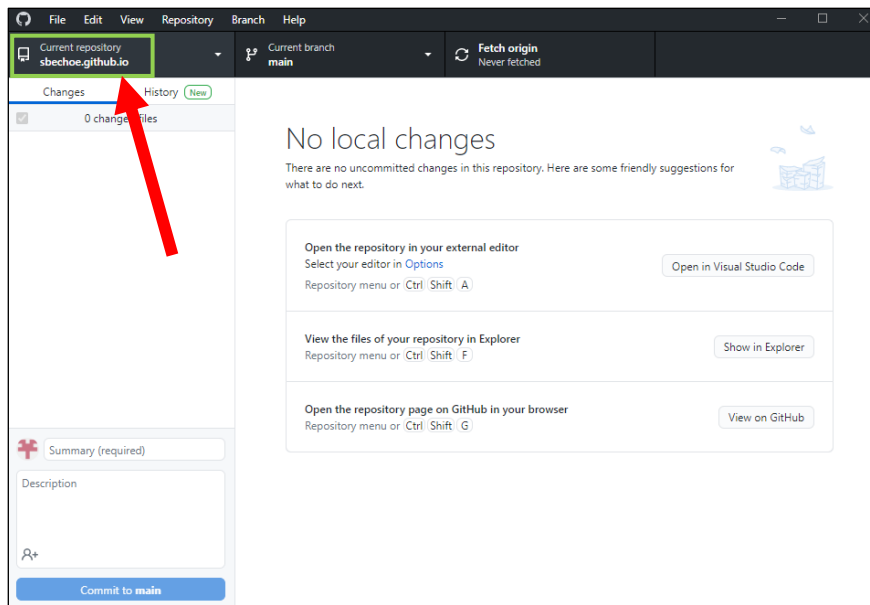 File Edit View Repository Branch Help
Current repository
sbechoe.github.io
Current branch
main
Fetch origin
Never fetched
Changes
History New
0 changed files
No local changes
There are no uncommitted changes in this repository. Here are some friendly suggestions for
what to do next.
Open the repository in your external editor
Select your editor in Options
Repository menu or Ctrl Shift A
Open in Visual Studio Code
View the files of your repository in Explorer
Repository menu or Ctrl Shift F
Show in Explorer
Open the repository page on GitHub in your browser
Repository menu or Ctrl Shift G
View on GitHub
Summary (required)
Description
Commit to main